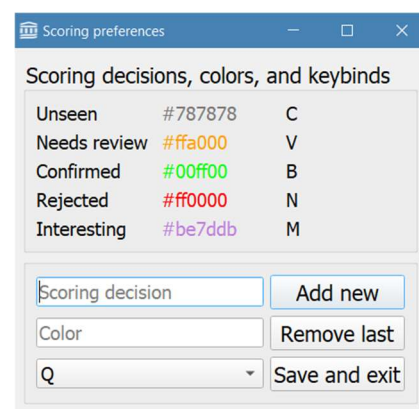 Scoring preferences
Scoring decisions, colors, and keybinds
Unseen #787878 C
Needs review #ffa000 V
Confirmed #00ff00 B
Rejected #ff0000 N
Interesting #be7ddb M
Scoring decision Add new
Color Remove last
Q Save and exit